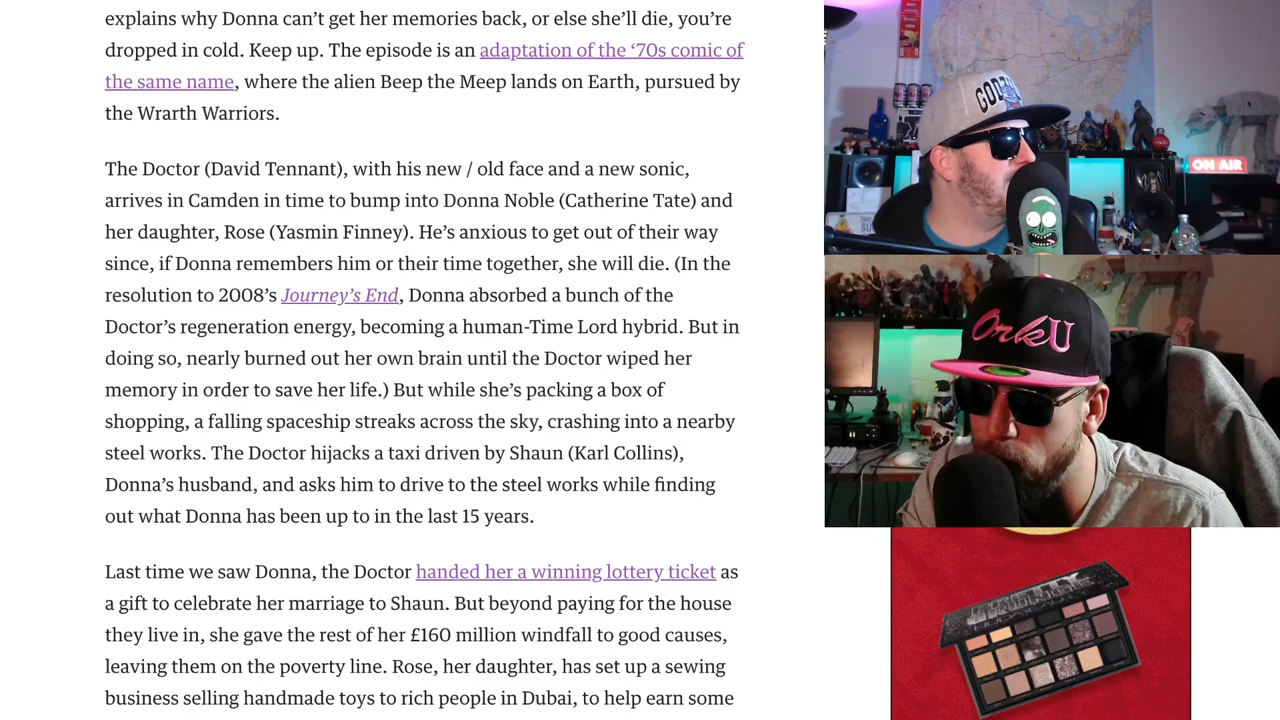 explains why Donna can’t get her memories back, or else she’ll die, you’re
dropped in cold. Keep up. The episode is an adaptation of the ‘70s comic of
the same name, where the alien Beep the Meep lands on Earth, pursued by
the Wrarth Warriors.
The Doctor (David Tennant), with his new / old face and a new sonic,
arrives in Camden in time to bump into Donna Noble (Catherine Tate) and
her daughter, Rose (Yasmin Finney). He’s anxious to get out of their way
since, if Donna remembers him or their time together, she will die. (In the
resolution to 2008’s Journey’s End, Donna absorbed a bunch of the
Doctor’s regeneration energy, becoming a human-Time Lord hybrid. But in
doing so, nearly burned out her own brain until the Doctor wiped her
memory in order to save her life.) But while she’s packing a box of
shopping, a falling spaceship streaks across the sky, crashing into a nearby
steel works. The Doctor hijacks a taxi driven by Shaun (Karl Collins),
Donna’s husband, and asks him to drive to the steel works while finding
out what Donna has been up to in the last 15 years.
Last time we saw Donna, the Doctor handed her a winning lottery ticket as
a gift to celebrate her marriage to Shaun. But beyond paying for the house
they live in, she gave the rest of her £160 million windfall to good causes,
leaving them on the poverty line. Rose, her daughter, has set up a sewing
business selling handmade toys to rich people in Dubai, to help earn some
ON AIR
OrkU